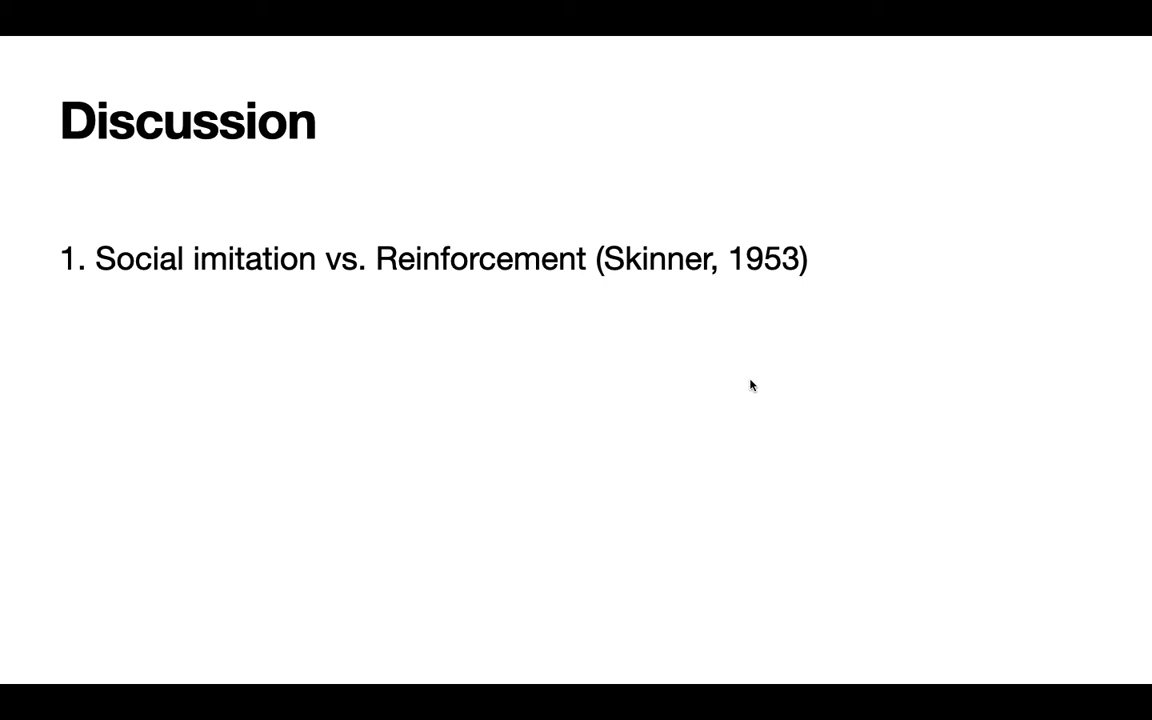 Discussion
1. Social imitation vs. Reinforcement (Skinner, 1953)